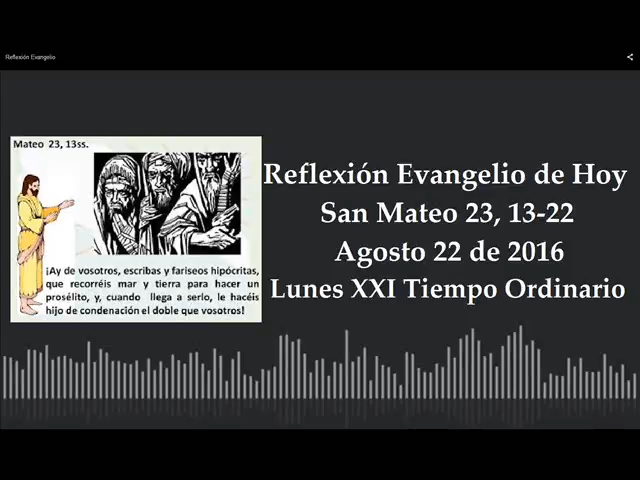 Reflexión Evangelio
Mateo 23, 13ss.
¡Ay de vosotros, escribas y fariseos hipócritas,
que recorréis mar y tierra para hacer un
prosélito, y, cuando llega a serlo, le hacéis
hijo de condenación el doble que vosotros!
Reflexión Evangelio de Hoy
San Mateo 23, 13-22
Agosto 22 de 2016
Lunes XXI Tiempo Ordinario